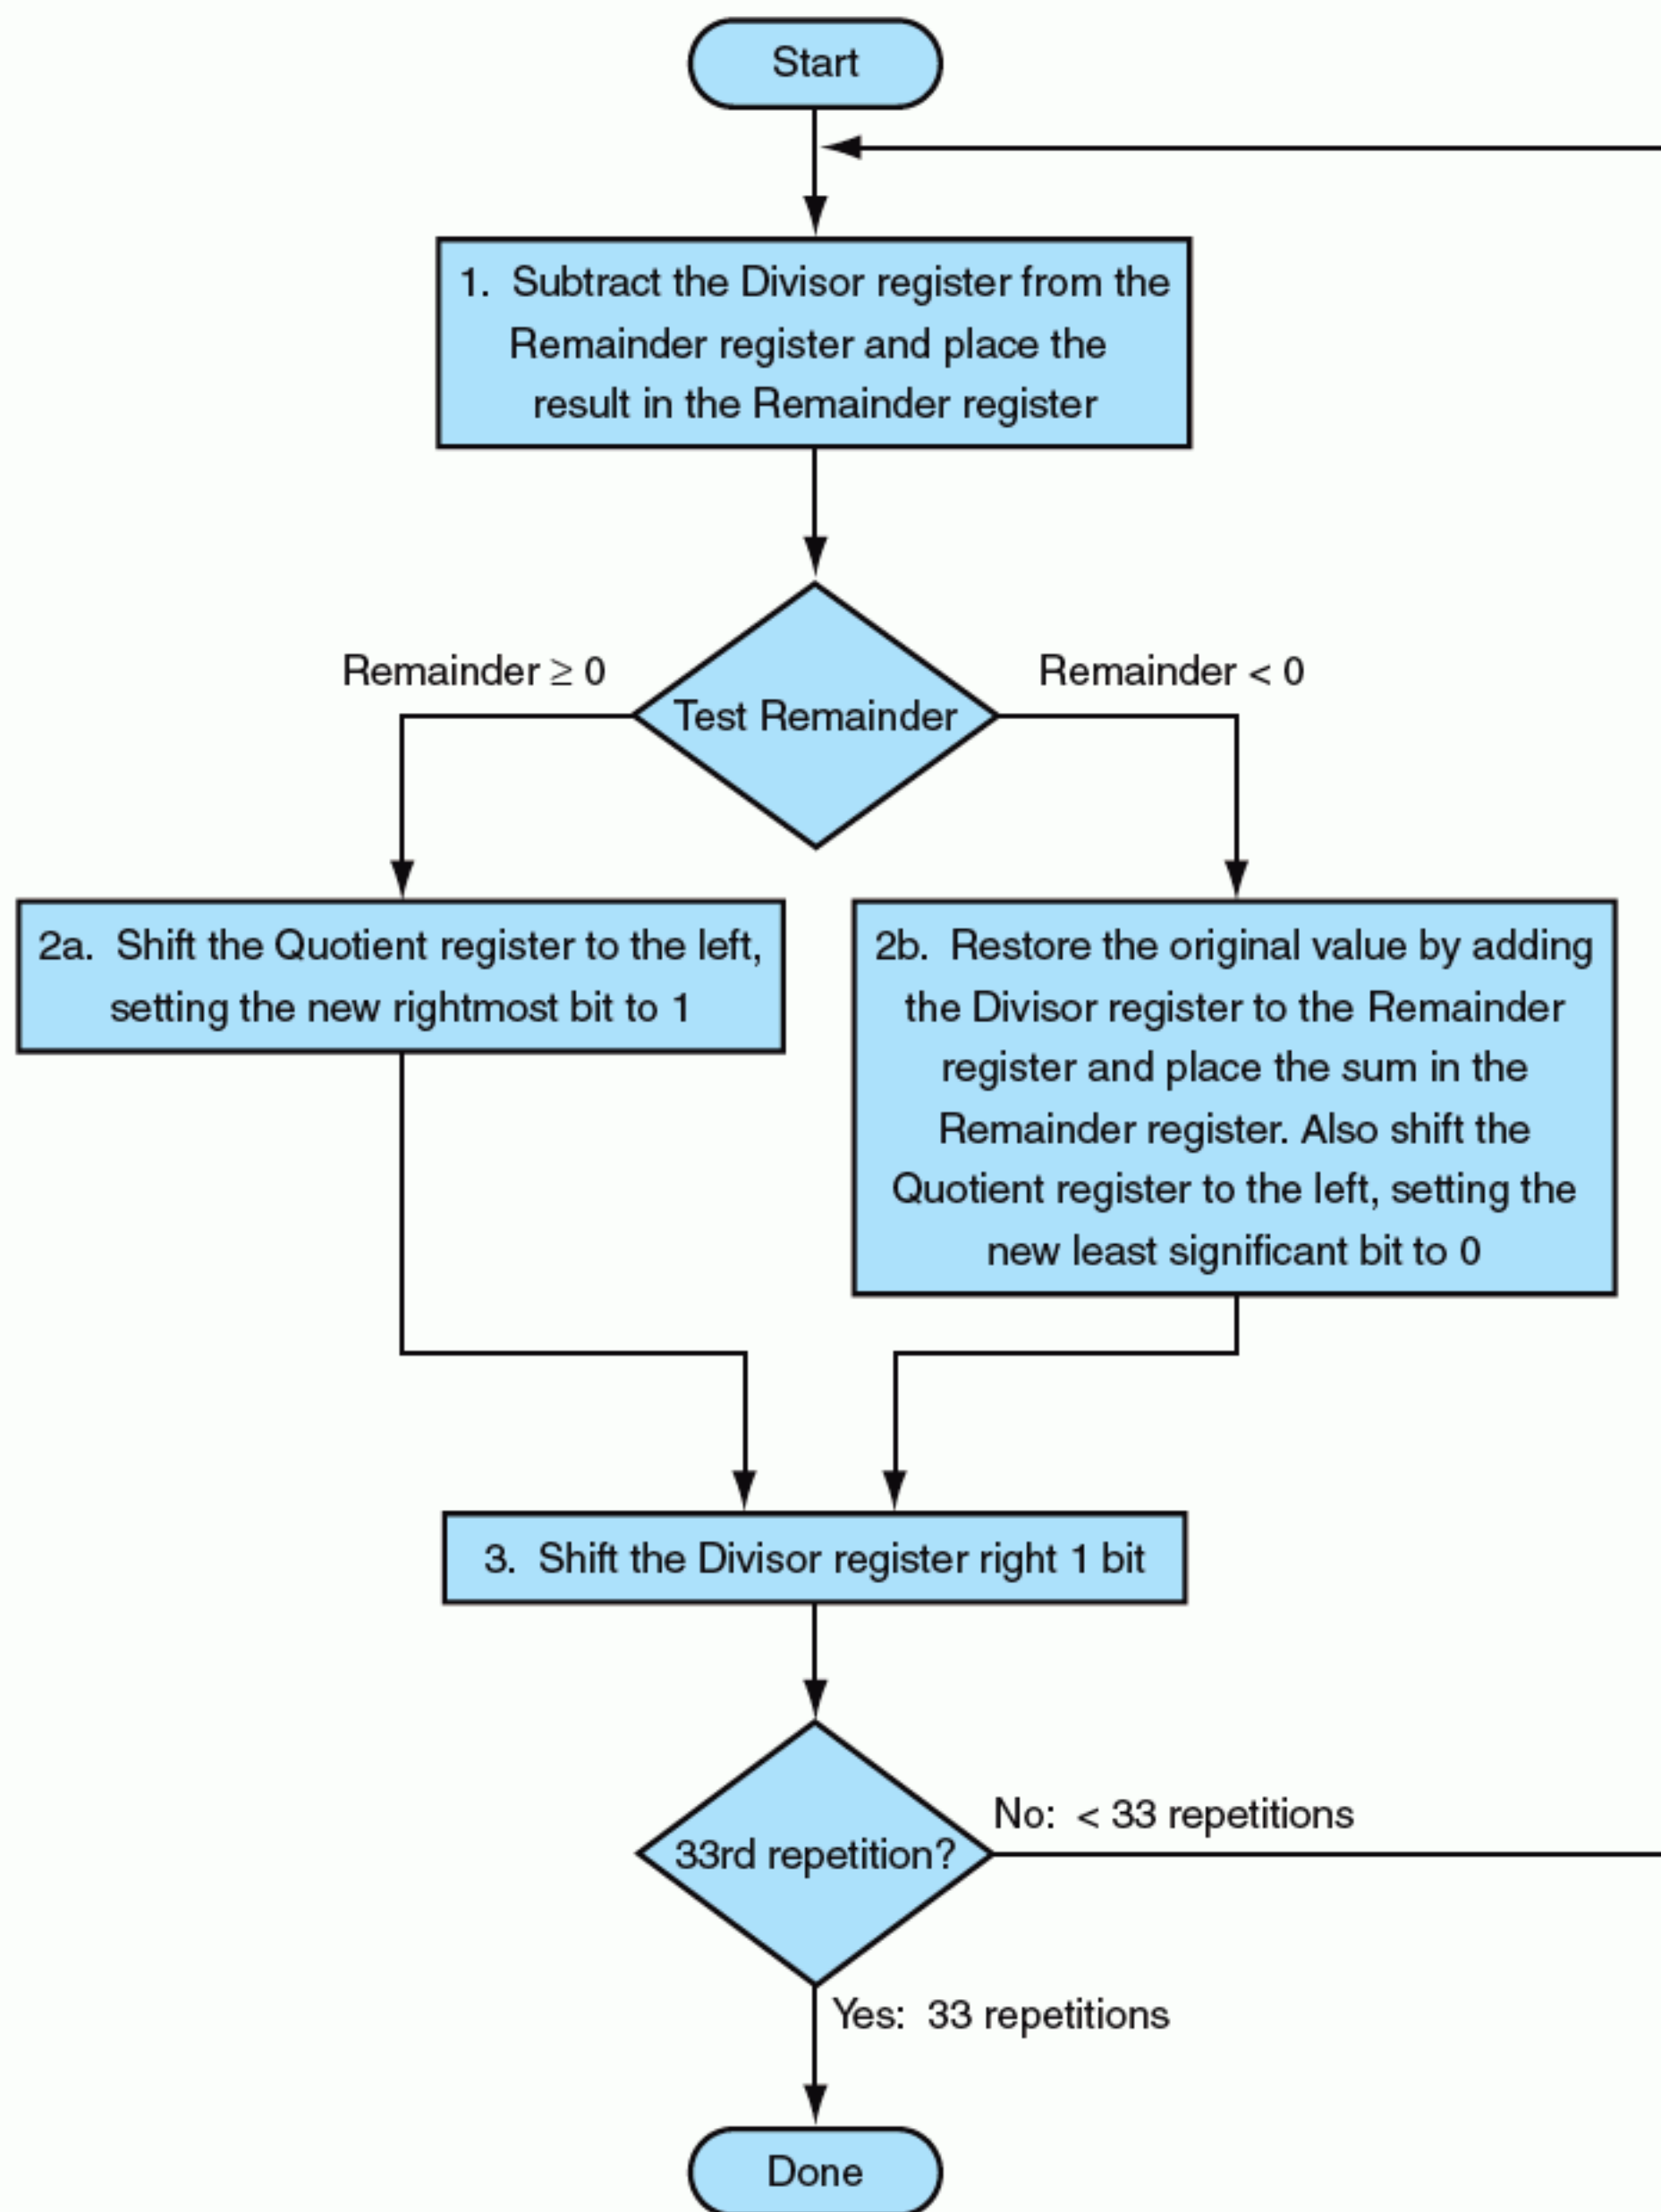 Start
1. Subtract the Divisor register from the
Remainder register and place the
result in the Remainder register
Remainder ≥ 0
Remainder < 0
Test Remainder
2a. Shift the Quotient register to the left,
setting the new rightmost bit to 1
2b. Restore the original value by adding
the Divisor register to the Remainder
register and place the sum in the
Remainder register. Also shift the
Quotient register to the left, setting the
new least significant bit to 0
3. Shift the Divisor register right 1 bit
No: < 33 repetitions
33rd repetition?
Yes: 33 repetitions
Done